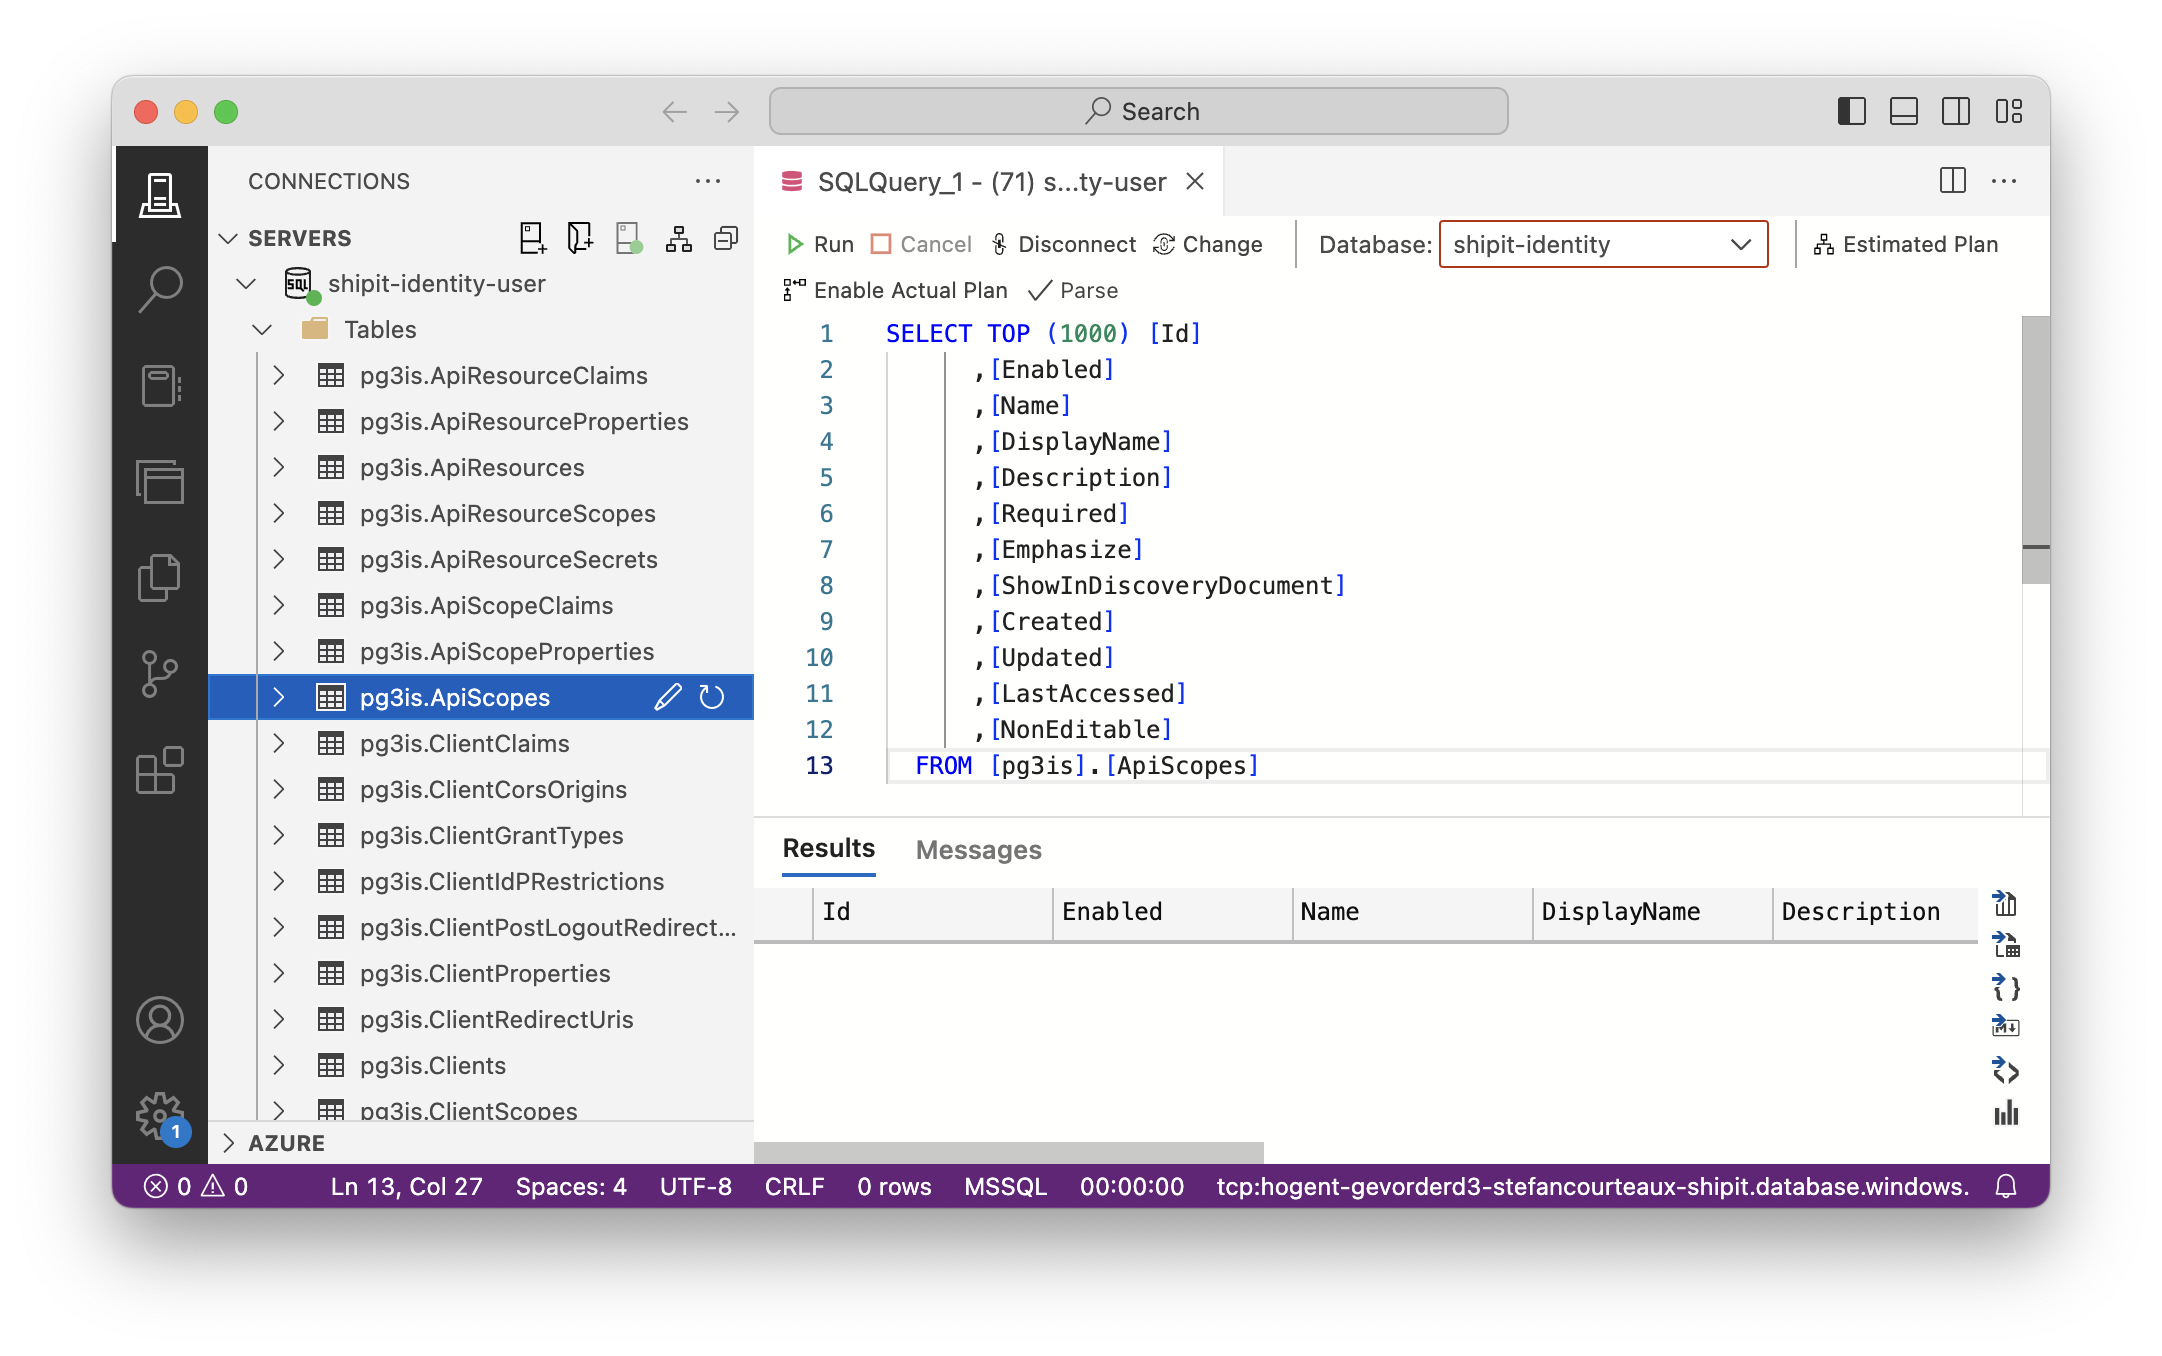 Search
CONNECTIONS
SERVERS
shipit-identity-user
Tables
pg3is.ApiResourceClaims
pg3is.ApiResourceProperties
pg3is.ApiResources
pg3is.ApiResourceScopes
pg3is.ApiResourceSecrets
pg3is.ApiScopeClaims
pg3is.ApiScopeProperties
pg3is.ApiScopes
pg3is.ClientClaims
pg3is.ClientCorsOrigins
pg3is.ClientGrantTypes
pg3is.ClientIdPRestrictions
pg3is.ClientPostLogoutRedirect...
pg3is.ClientProperties
pg3is.ClientRedirectUris
pg3is.Clients
pg3is.ClientScopes
AZURE
1
SQLQuery_1 - (71) s...ty-user
Run Cancel Disconnect Change Database: shipit-identity Estimated Plan
Enable Actual Plan Parse
1 SELECT TOP (1000) [Id]
2 ,[Enabled]
3 ,[Name]
4 ,[DisplayName]
5 ,[Description]
6 ,[Required]
7 ,[Emphasize]
8 ,[ShowInDiscoveryDocument]
9 ,[Created]
10 ,[Updated]
11 ,[LastAccessed]
12 ,[NonEditable]
13 FROM [pg3is].[ApiScopes]
Results Messages
Id Enabled Name DisplayName Description
0 0 Ln 13, Col 27 Spaces: 4 UTF-8 CRLF 0 rows MSSQL 00:00:00 tcp:hogent-gevorderd3-stefancourteaux-shipit.database.windows.